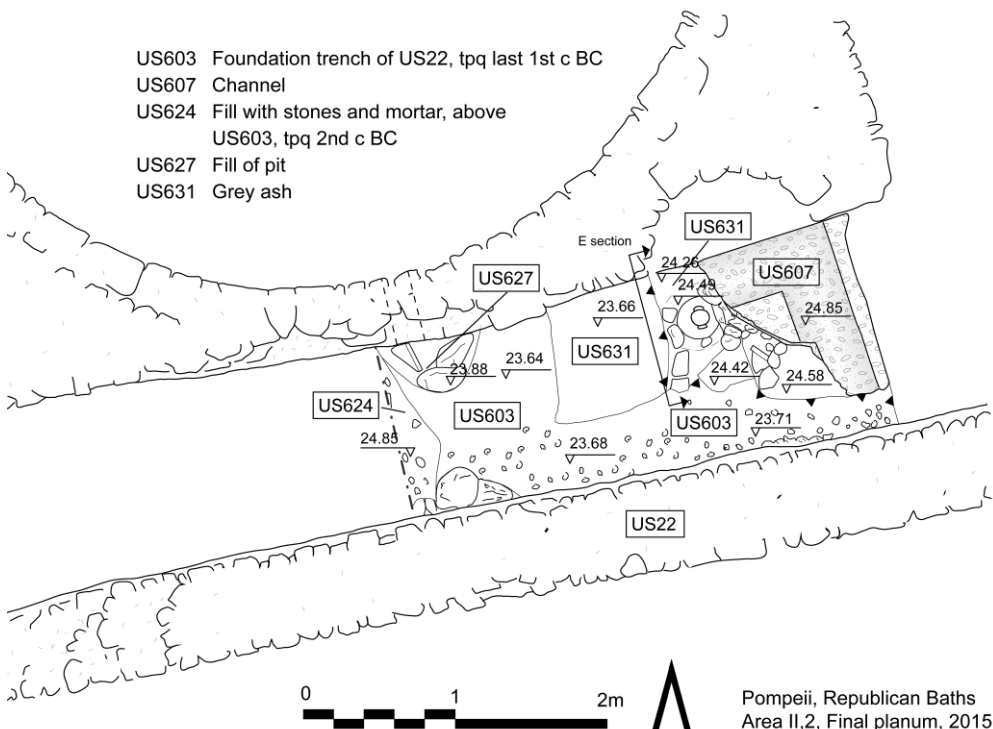 US603 Foundation trench of US22, tpq last 1st c BC
US607 Channel
US624 Fill with stones and mortar, above
US603, tpq 2nd c BC
US627 Fill of pit
US631 Grey ash
E section
US631
24.26
US627
US607
24.49
23.66
24.85
US631
23.88
23.64
24.42
24.58
US624
US603
US603
23.71
24.85
23.68
US22
0 1 2m
Pompeii, Republican Baths
Area II,2, Final planum, 2015